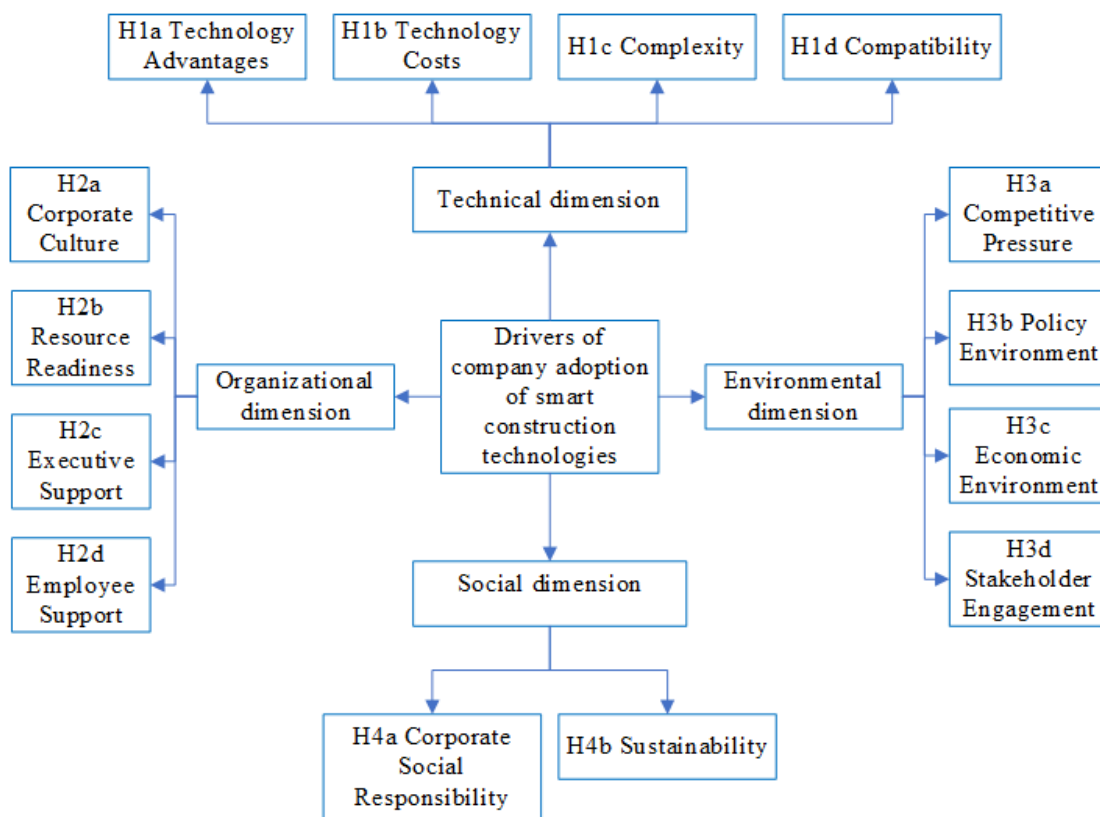 H1a Technology
Advantages
H1b Technology
Costs
H1c Complexity
H1d Compatibility
H2a
Corporate
Culture
Technical dimension
H3a
Competitive
Pressure
H2b
Resource
Readiness
H3b Policy
Environment
Organizational
dimension
Drivers of
company adoption
of smart
construction
technologies
Environmental
dimension
H2c
Executive
Support
H3c
Economic
Environment
H2d
Employee
Support
Social dimension
H3d
Stakeholder
Engagement
H4a Corporate
Social
Responsibility
H4b Sustainability